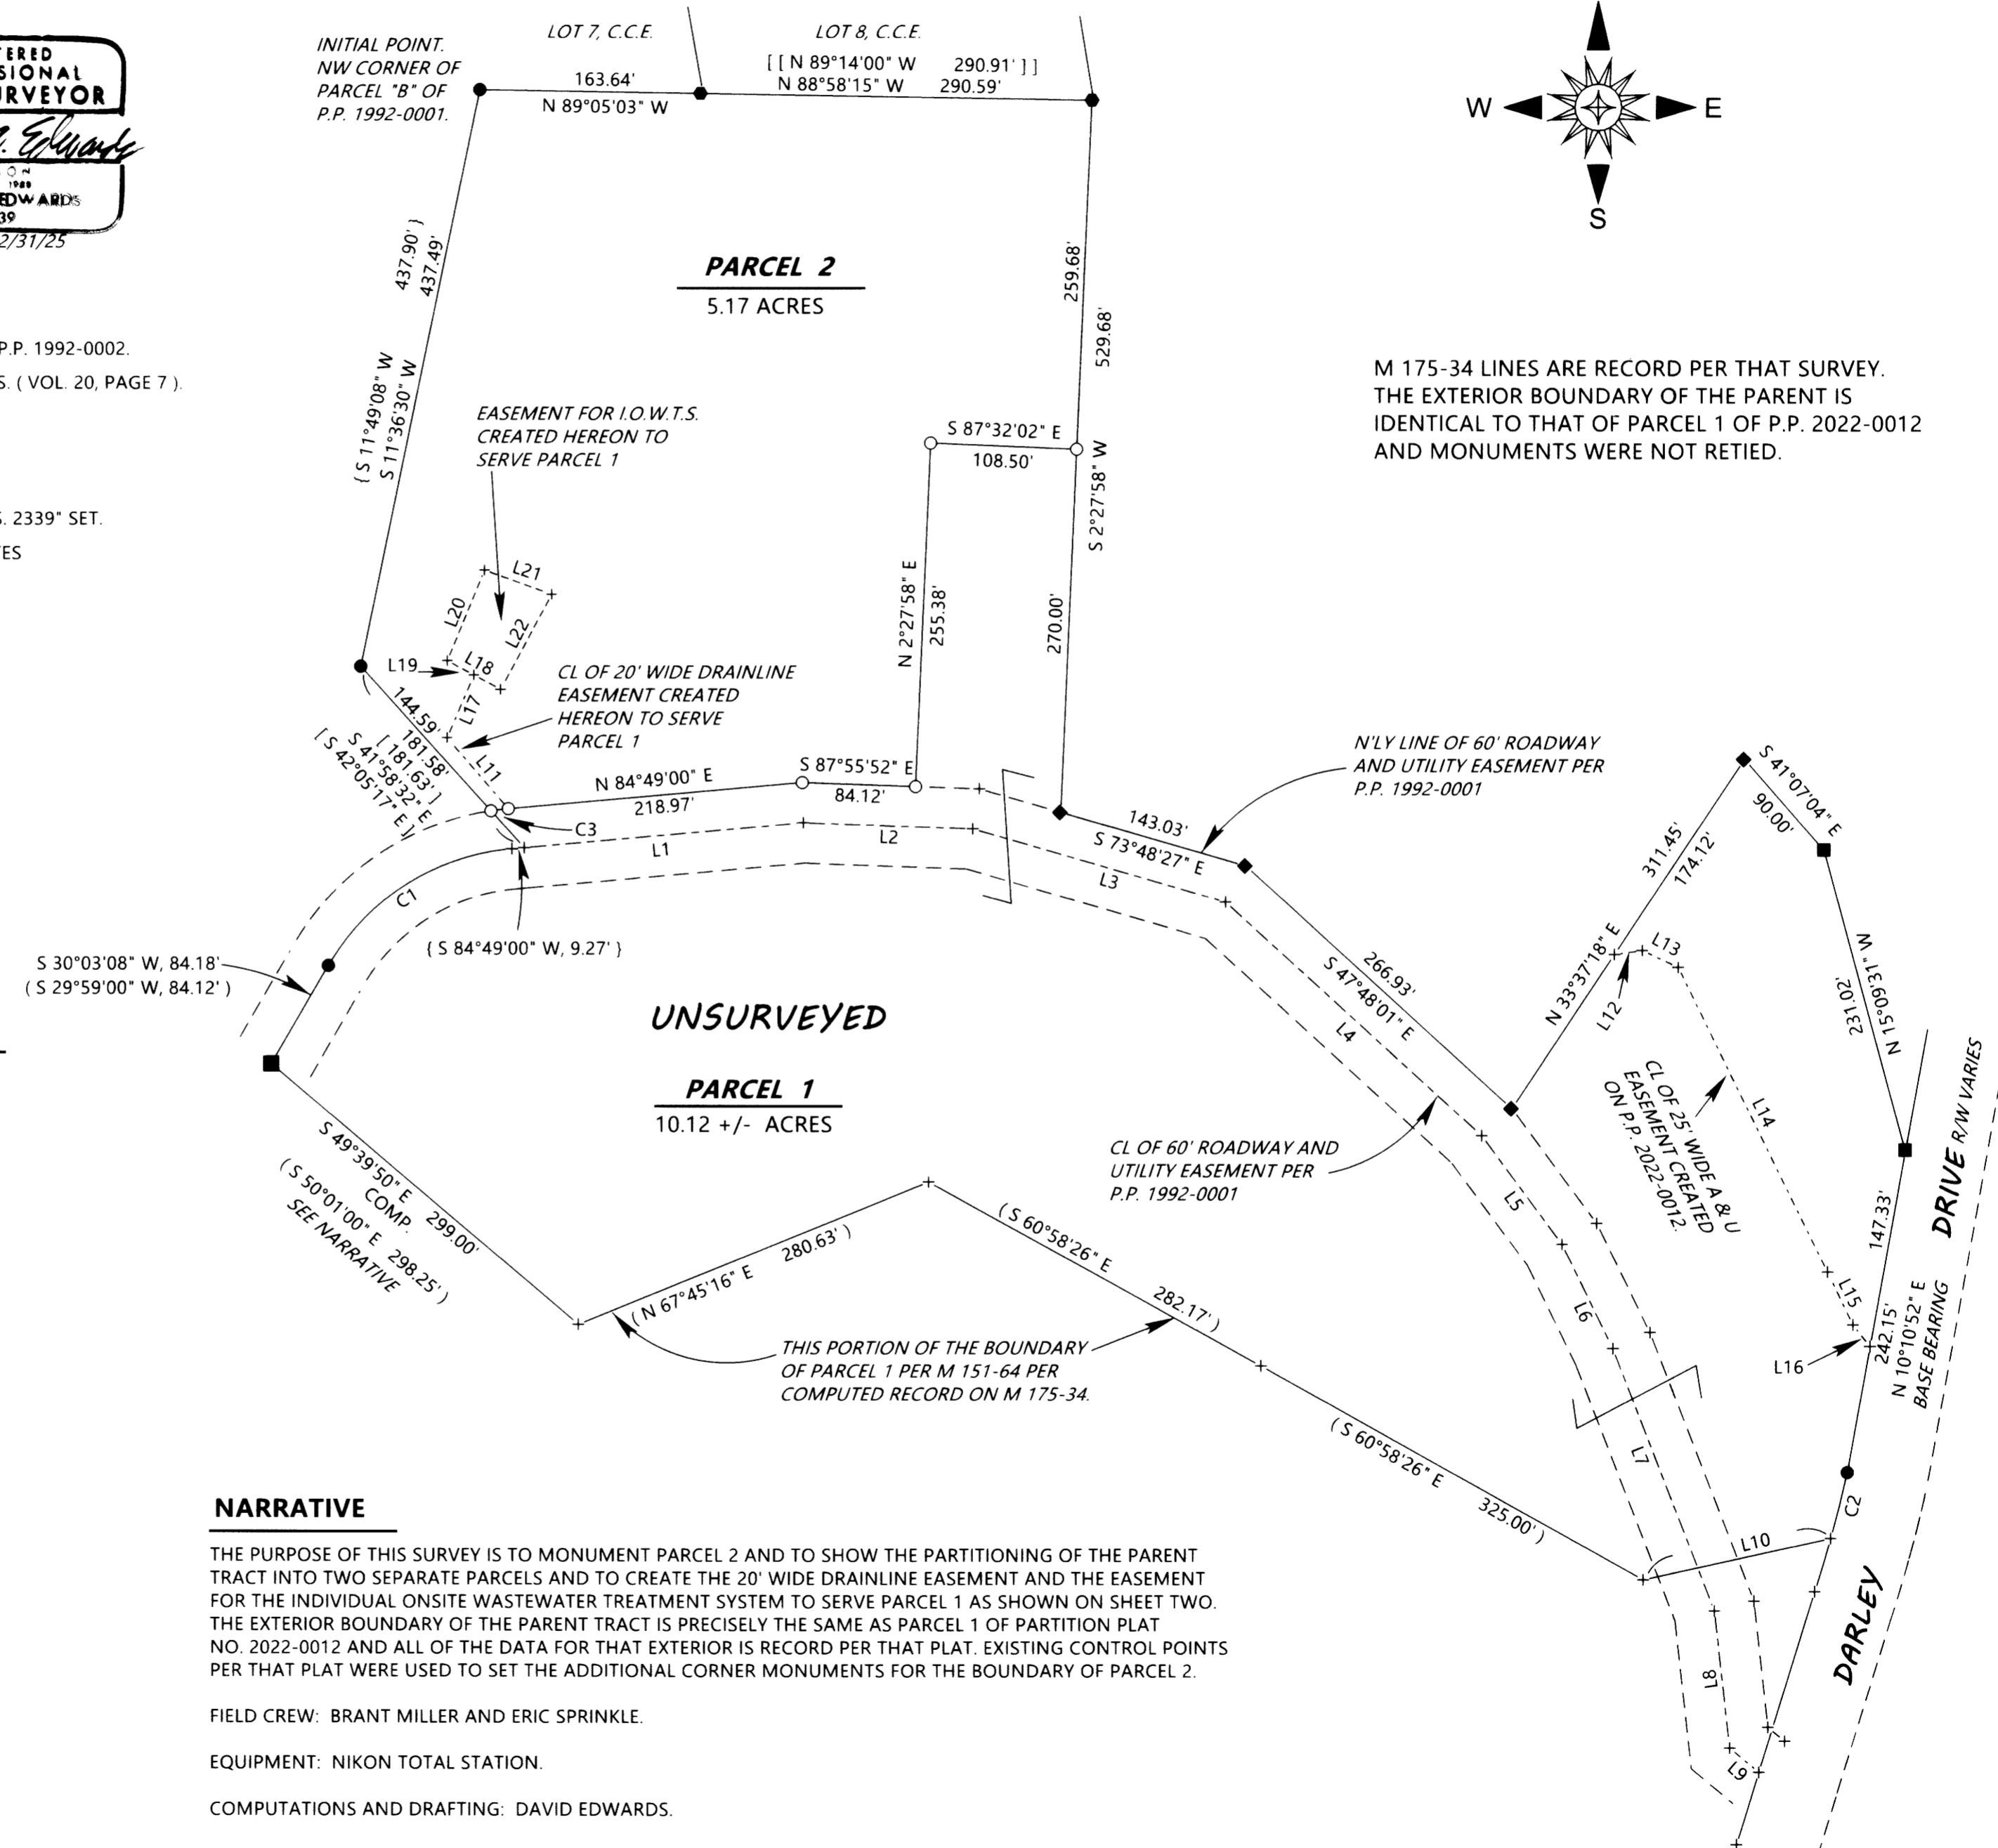 TERED
SIONAL
RVEYOR
Edwards
1988
EDWARDS
39
2/31/25
P.P. 1992-0002.
S. ( VOL. 20, PAGE 7 ).
S. 2339" SET.
TES
INITIAL POINT.
NW CORNER OF
PARCEL "B" OF
P.P. 1992-0001.
LOT 7, C.C.E.
163.64'
N 89°05'03" W
LOT 8, C.C.E.
[ [ N 89°14'00" W 290.91' ] ]
N 88°58'15" W 290.59'
W E
S
437.90' }
437.49'
{ S 11°49'08" W
S 11°36'30" W
PARCEL 2
5.17 ACRES
259.68'
529.68'
S 2°27'58" W
270.00'
S 87°32'02" E
108.50'
N 2°27'58" E
255.38'
M 175-34 LINES ARE RECORD PER THAT SURVEY.
THE EXTERIOR BOUNDARY OF THE PARENT IS
IDENTICAL TO THAT OF PARCEL 1 OF P.P. 2022-0012
AND MONUMENTS WERE NOT RETIED.
EASEMENT FOR I.O.W.T.S.
CREATED HEREON TO
SERVE PARCEL 1
L21
L20
L22
L19
L18
L17
L11
CL OF 20' WIDE DRAINLINE
EASEMENT CREATED
HEREON TO SERVE
PARCEL 1
144.59'
181.58'
[ 181.63' ]
S 41°58'32" E
[ S 42°05'17" E ]
N 84°49'00" E
218.97'
S 87°55'52" E
84.12'
C3
L1
L2
L3
C1
{ S 84°49'00" W, 9.27' }
S 30°03'08" W, 84.18'
( S 29°59'00" W, 84.12' )
143.03'
S 73°48'27" E
N'LY LINE OF 60' ROADWAY
AND UTILITY EASEMENT PER
P.P. 1992-0001
S 41°07'04" E
90.00'
311.45'
174.12'
N 33°37'18" E
L12
L13
N 15°09'31" W
231.02'
266.93'
S 47°48'01" E
L4
UNSURVEYED
PARCEL 1
10.12 +/- ACRES
CL OF 60' ROADWAY AND
UTILITY EASEMENT PER
P.P. 1992-0001
CL OF 25' WIDE A & U
EASEMENT CREATED
ON P.P. 2022-0012.
L14
L15
L16
147.33'
242.15'
N 10°10'52" E
BASE BEARING
DARLEY DRIVE R/W VARIES
S 49°39'50" E 299.00'
COMP.
( S 50°01'00" E 298.25' )
SEE NARRATIVE
( N 67°45'16" E 280.63' )
( S 60°58'26" E 282.17' )
THIS PORTION OF THE BOUNDARY
OF PARCEL 1 PER M 151-64 PER
COMPUTED RECORD ON M 175-34.
( S 60°58'26" E 325.00' )
L5
L6
L7
L8
L9
L10
C2
NARRATIVE
THE PURPOSE OF THIS SURVEY IS TO MONUMENT PARCEL 2 AND TO SHOW THE PARTITIONING OF THE PARENT
TRACT INTO TWO SEPARATE PARCELS AND TO CREATE THE 20' WIDE DRAINLINE EASEMENT AND THE EASEMENT
FOR THE INDIVIDUAL ONSITE WASTEWATER TREATMENT SYSTEM TO SERVE PARCEL 1 AS SHOWN ON SHEET TWO.
THE EXTERIOR BOUNDARY OF THE PARENT TRACT IS PRECISELY THE SAME AS PARCEL 1 OF PARTITION PLAT
NO. 2022-0012 AND ALL OF THE DATA FOR THAT EXTERIOR IS RECORD PER THAT PLAT. EXISTING CONTROL POINTS
PER THAT PLAT WERE USED TO SET THE ADDITIONAL CORNER MONUMENTS FOR THE BOUNDARY OF PARCEL 2.
FIELD CREW: BRANT MILLER AND ERIC SPRINKLE.
EQUIPMENT: NIKON TOTAL STATION.
COMPUTATIONS AND DRAFTING: DAVID EDWARDS.